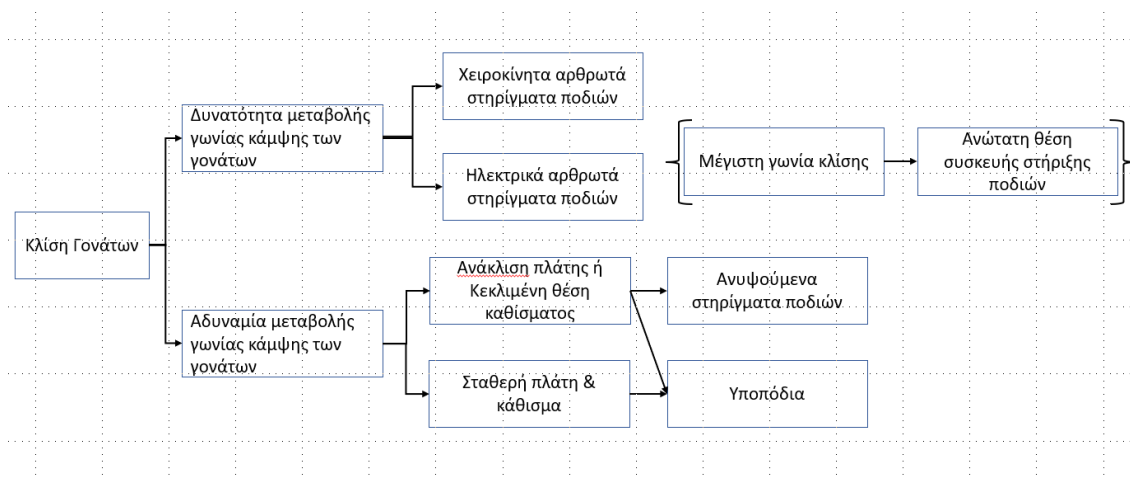 Χειροκίνητα αρθρωτά
στηρίγματα ποδιών
Δυνατότητα μεταβολής
γωνίας κάμψης των
γονάτων
Μέγιστη γωνία κλίσης
Ανώτατη θέση
συσκευής στήριξης
ποδιών
Ηλεκτρικά αρθρωτά
στηρίγματα ποδιών
Κλίση Γονάτων
Ανάκλιση πλάτης ή
Κεκλιμένη θέση
καθίσματος
Ανυψούμενα
στηρίγματα ποδιών
Αδυναμία μεταβολής
γωνίας κάμψης των
γονάτων
Σταθερή πλάτη &
κάθισμα
Υποπόδια